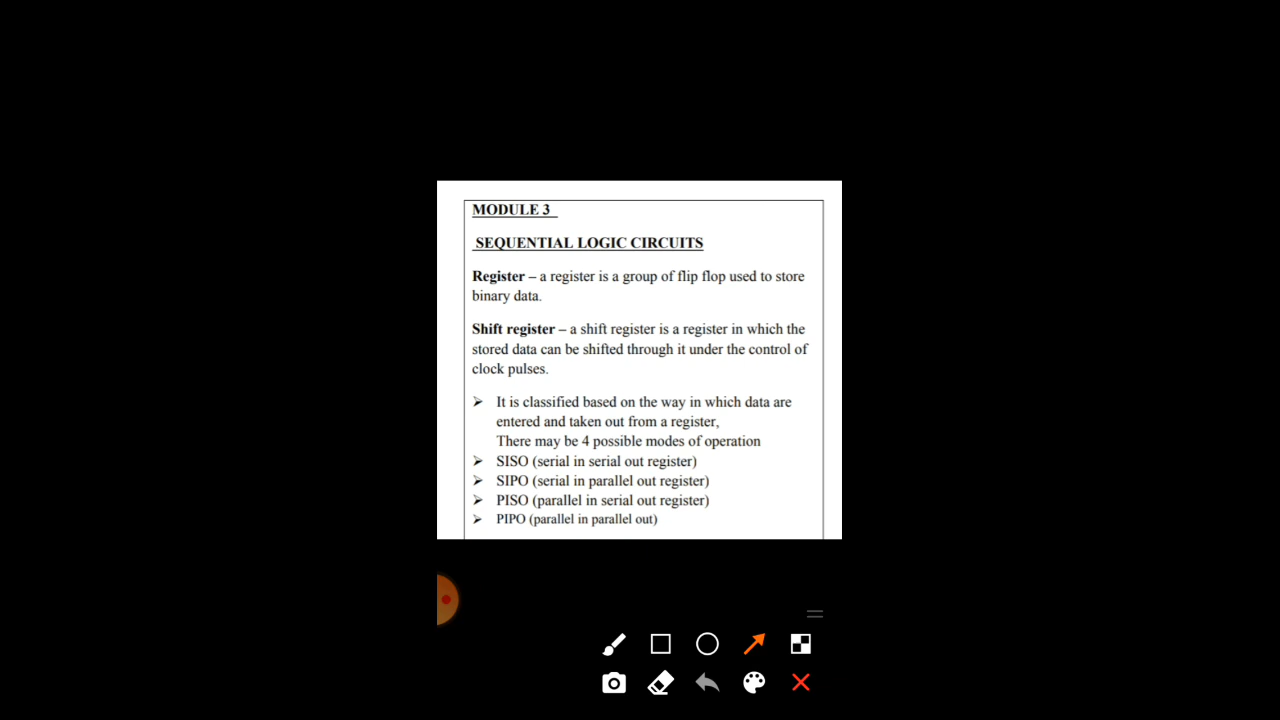 MODULE 3
SEQUENTIAL LOGIC CIRCUITS
Register – a register is a group of flip flop used to store
binary data.
Shift register – a shift register is a register in which the
stored data can be shifted through it under the control of
clock pulses.
➢ It is classified based on the way in which data are
entered and taken out from a register,
There may be 4 possible modes of operation
➢ SISO (serial in serial out register)
➢ SIPO (serial in parallel out register)
➢ PISO (parallel in serial out register)
➢ PIPO (parallel in parallel out)